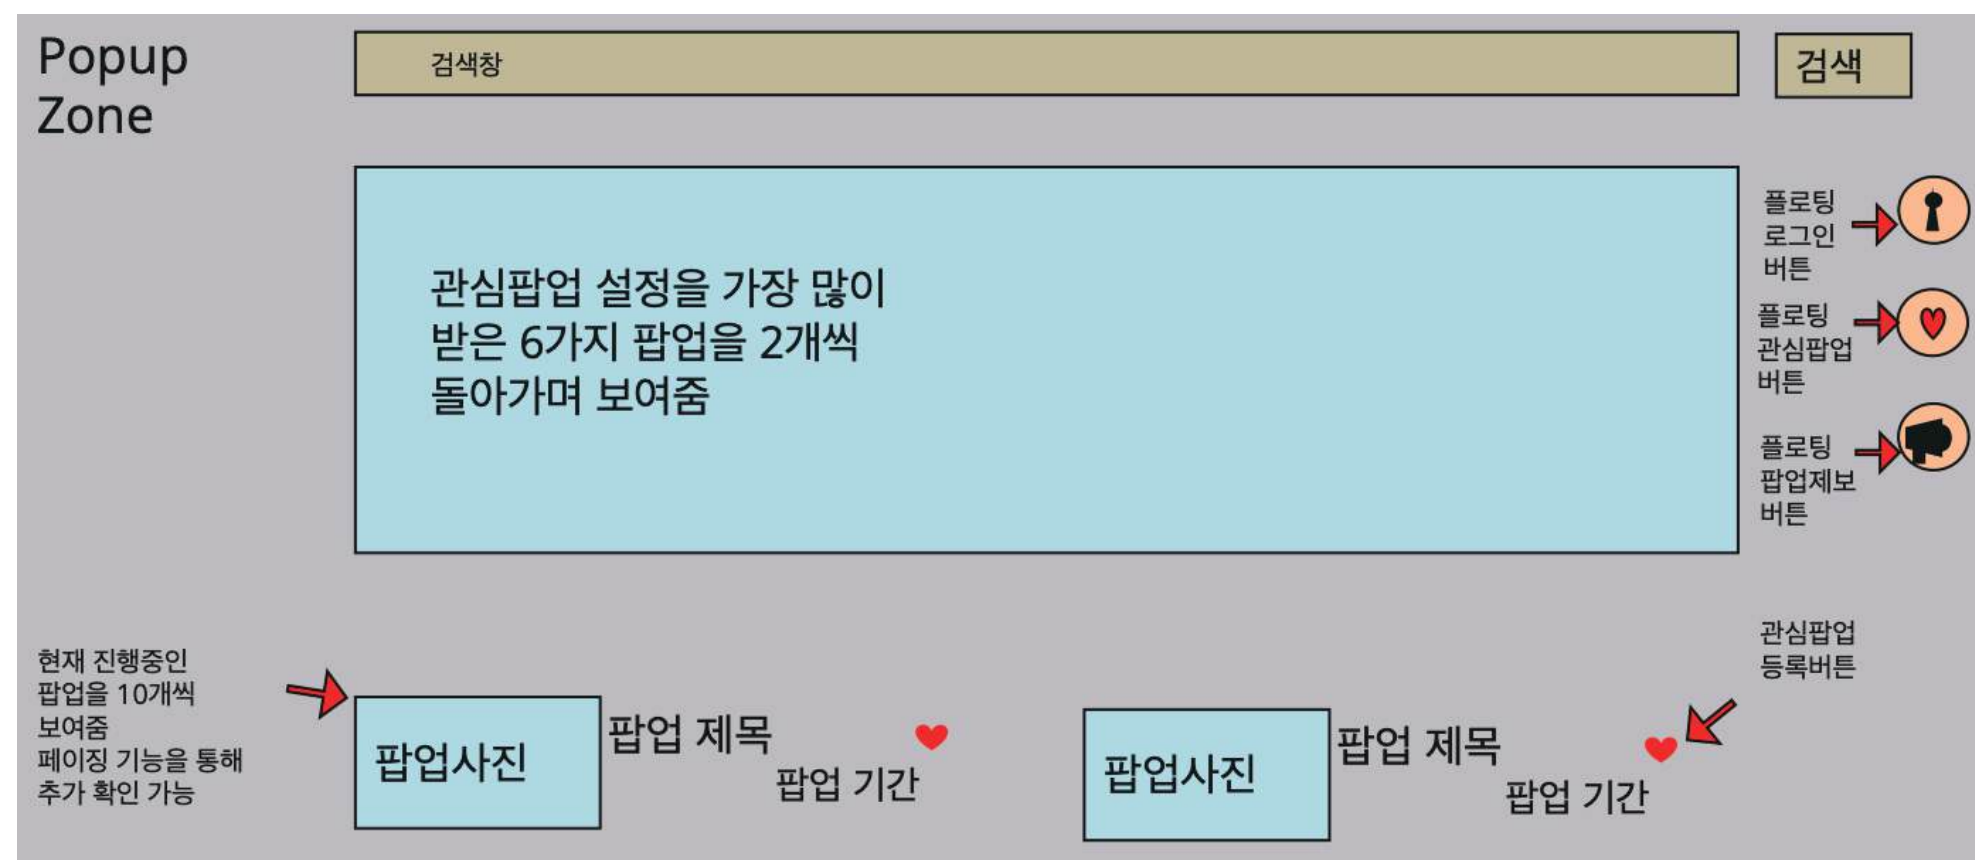 Popup
Zone
검색창
검색
관심팝업 설정을 가장 많이
받은 6가지 팝업을 2개씩
돌아가며 보여줌
플로팅
로그인
버튼
플로팅
관심팝업
버튼
플로팅
팝업제보
버튼
현재 진행중인
팝업을 10개씩
보여줌
페이징 기능을 통해
추가 확인 가능
팝업사진
팝업 제목
팝업 기간
팝업사진
팝업 제목
팝업 기간
관심팝업
등록버튼